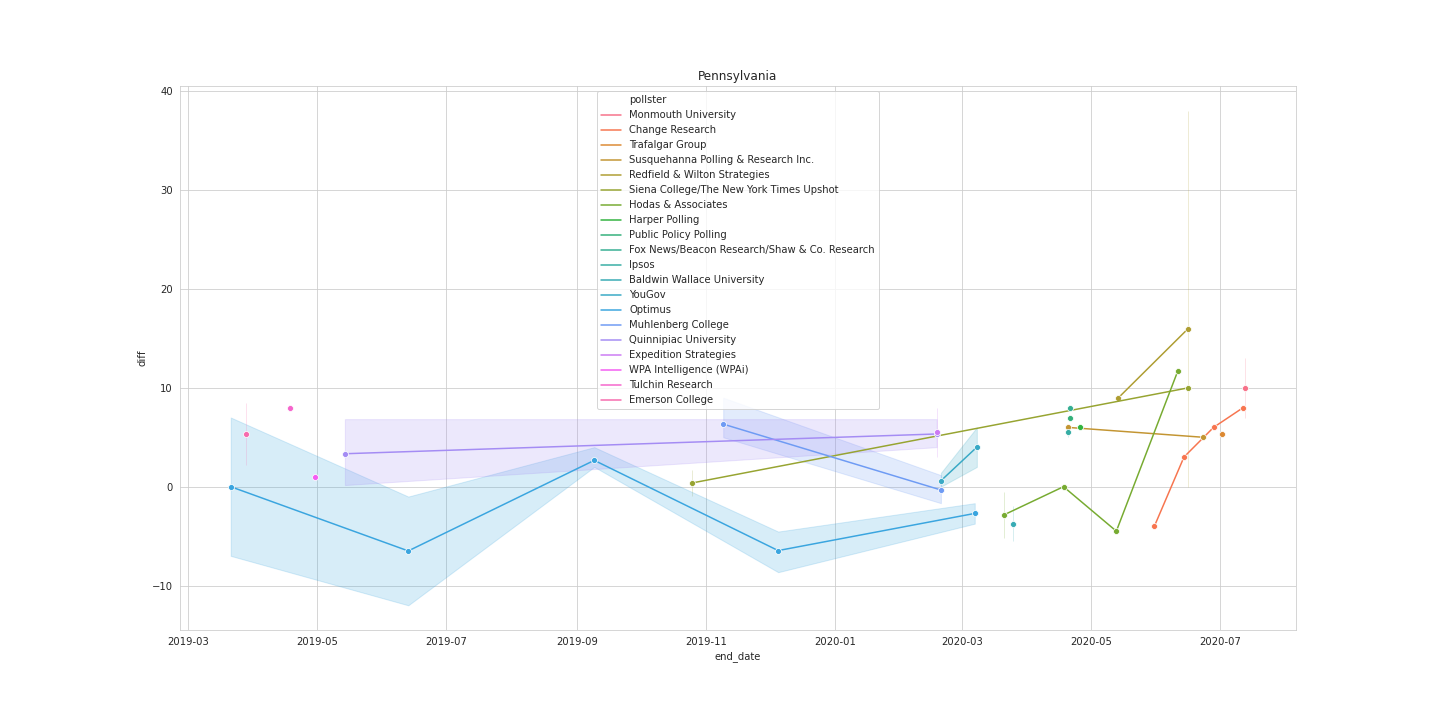 Pennsylvania
40
30
20
10
0
−10
diff
pollster
Monmouth University
Change Research
Trafalgar Group
Susquehanna Polling & Research Inc.
Redfield & Wilton Strategies
Siena College/The New York Times Upshot
Hodas & Associates
Harper Polling
Public Policy Polling
Fox News/Beacon Research/Shaw & Co. Research
Ipsos
Baldwin Wallace University
YouGov
Optimus
Muhlenberg College
Quinnipiac University
Expedition Strategies
WPA Intelligence (WPAi)
Tulchin Research
Emerson College
2019-03 2019-05 2019-07 2019-09 2019-11 2020-01 2020-03 2020-05 2020-07
end_date